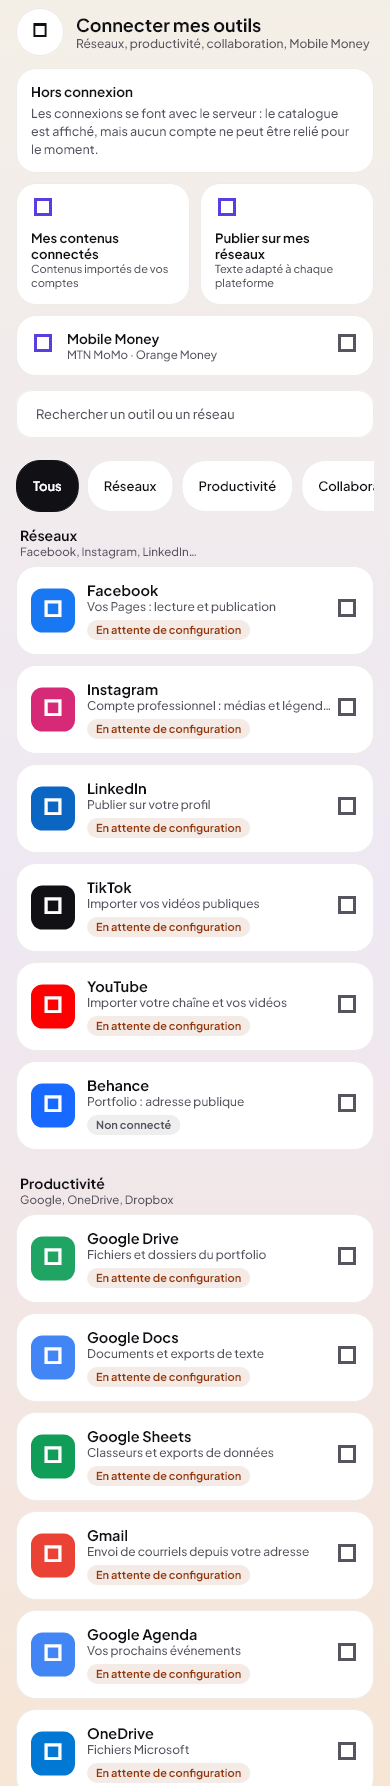 Connecter mes outils
Réseaux, productivité, collaboration, Mobile Money
Hors connexion
Les connexions se font avec le serveur : le catalogue
est affiché, mais aucun compte ne peut être relié pour
le moment.
Mes contenus
connectés
Contenus importés de vos
comptes
Publier sur mes
réseaux
Texte adapté à chaque
plateforme
Mobile Money
MTN MoMo · Orange Money
Rechercher un outil ou un réseau
Tous Réseaux Productivité Collabora
Réseaux
Facebook, Instagram, LinkedIn…
Facebook
Vos Pages : lecture et publication
En attente de configuration
Instagram
Compte professionnel : médias et légend…
En attente de configuration
LinkedIn
Publier sur votre profil
En attente de configuration
TikTok
Importer vos vidéos publiques
En attente de configuration
YouTube
Importer votre chaîne et vos vidéos
En attente de configuration
Behance
Portfolio : adresse publique
Non connecté
Productivité
Google, OneDrive, Dropbox
Google Drive
Fichiers et dossiers du portfolio
En attente de configuration
Google Docs
Documents et exports de texte
En attente de configuration
Google Sheets
Classeurs et exports de données
En attente de configuration
Gmail
Envoi de courriels depuis votre adresse
En attente de configuration
Google Agenda
Vos prochains événements
En attente de configuration
OneDrive
Fichiers Microsoft
En attente de configuration